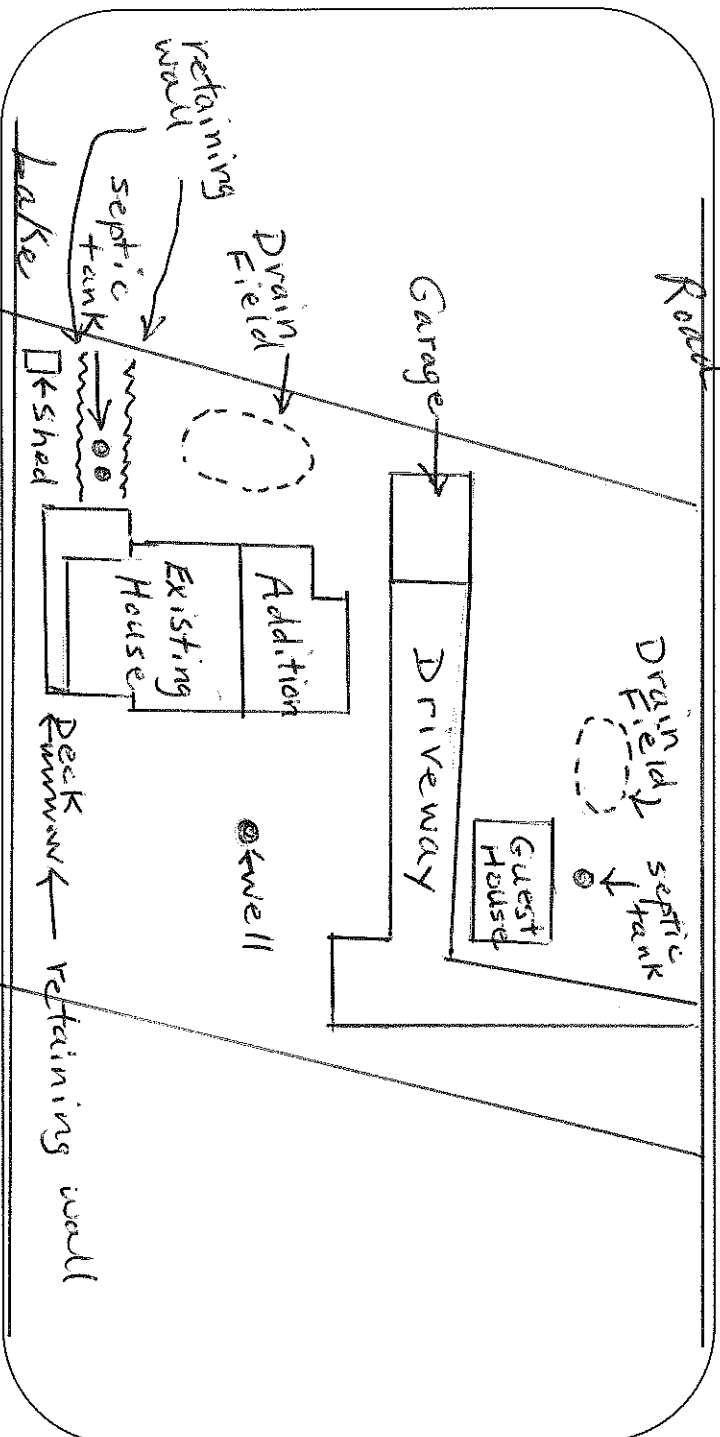 Road
Drain
Field
septic
tank
Guest
House
Garage
Driveway
Drain
Field
well
Addition
Existing
House
retaining
wall
septic
tank
shed
Deck
retaining wall
Lake